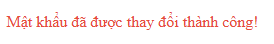 Mật khẩu đã được thay đổi thành công!